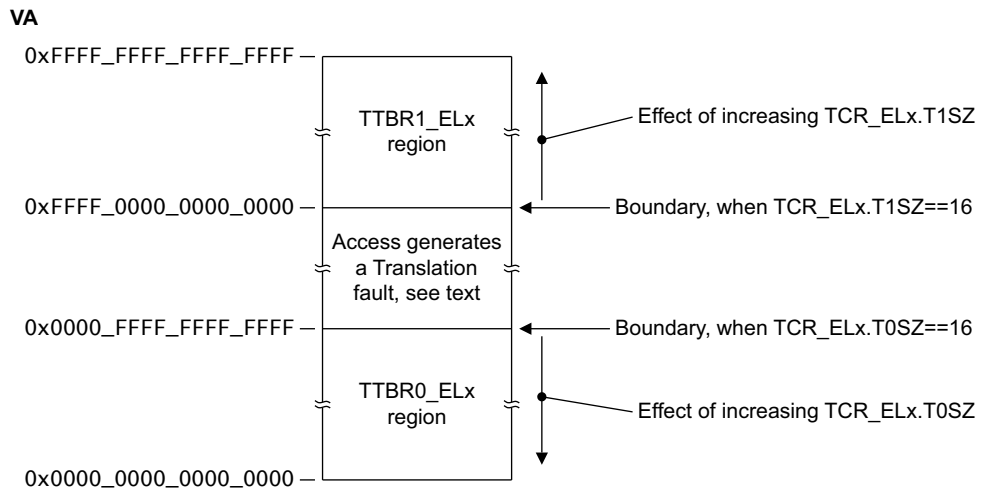 VA
0xFFFF_FFFF_FFFF_FFFF
TTBR1_ELx
region
Effect of increasing TCR_ELx.T1SZ
0xFFFF_0000_0000_0000
Boundary, when TCR_ELx.T1SZ==16
Access generates
a Translation
fault, see text
0x0000_FFFF_FFFF_FFFF
Boundary, when TCR_ELx.T0SZ==16
TTBR0_ELx
region
Effect of increasing TCR_ELx.T0SZ
0x0000_0000_0000_0000